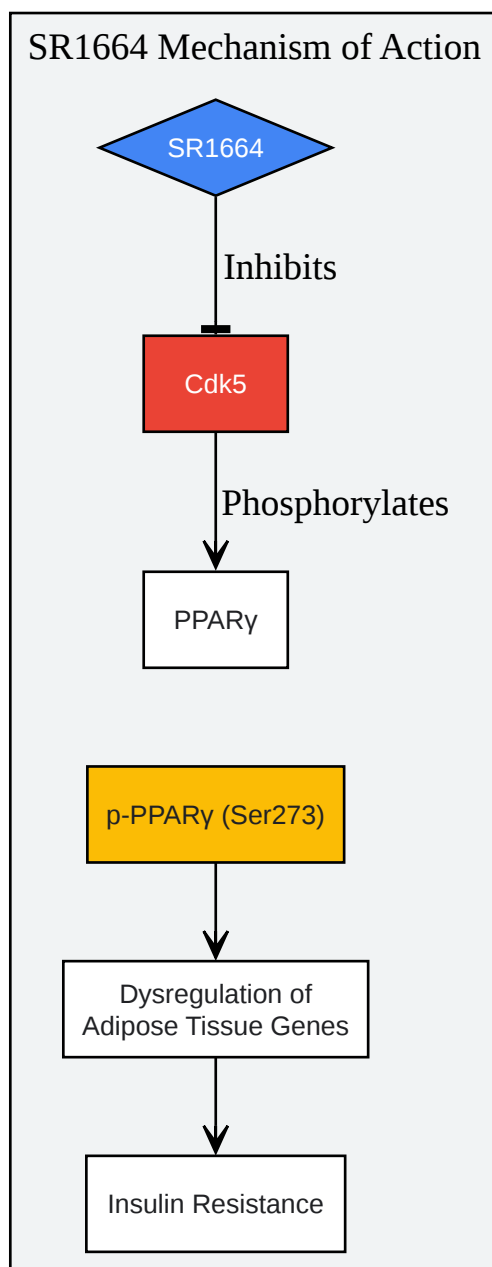 SR1664 Mechanism of Action
SR1664
Inhibits
Cdk5
Phosphorylates
PPARγ
p-PPARγ (Ser273)
Dysregulation of
Adipose Tissue Genes
Insulin Resistance